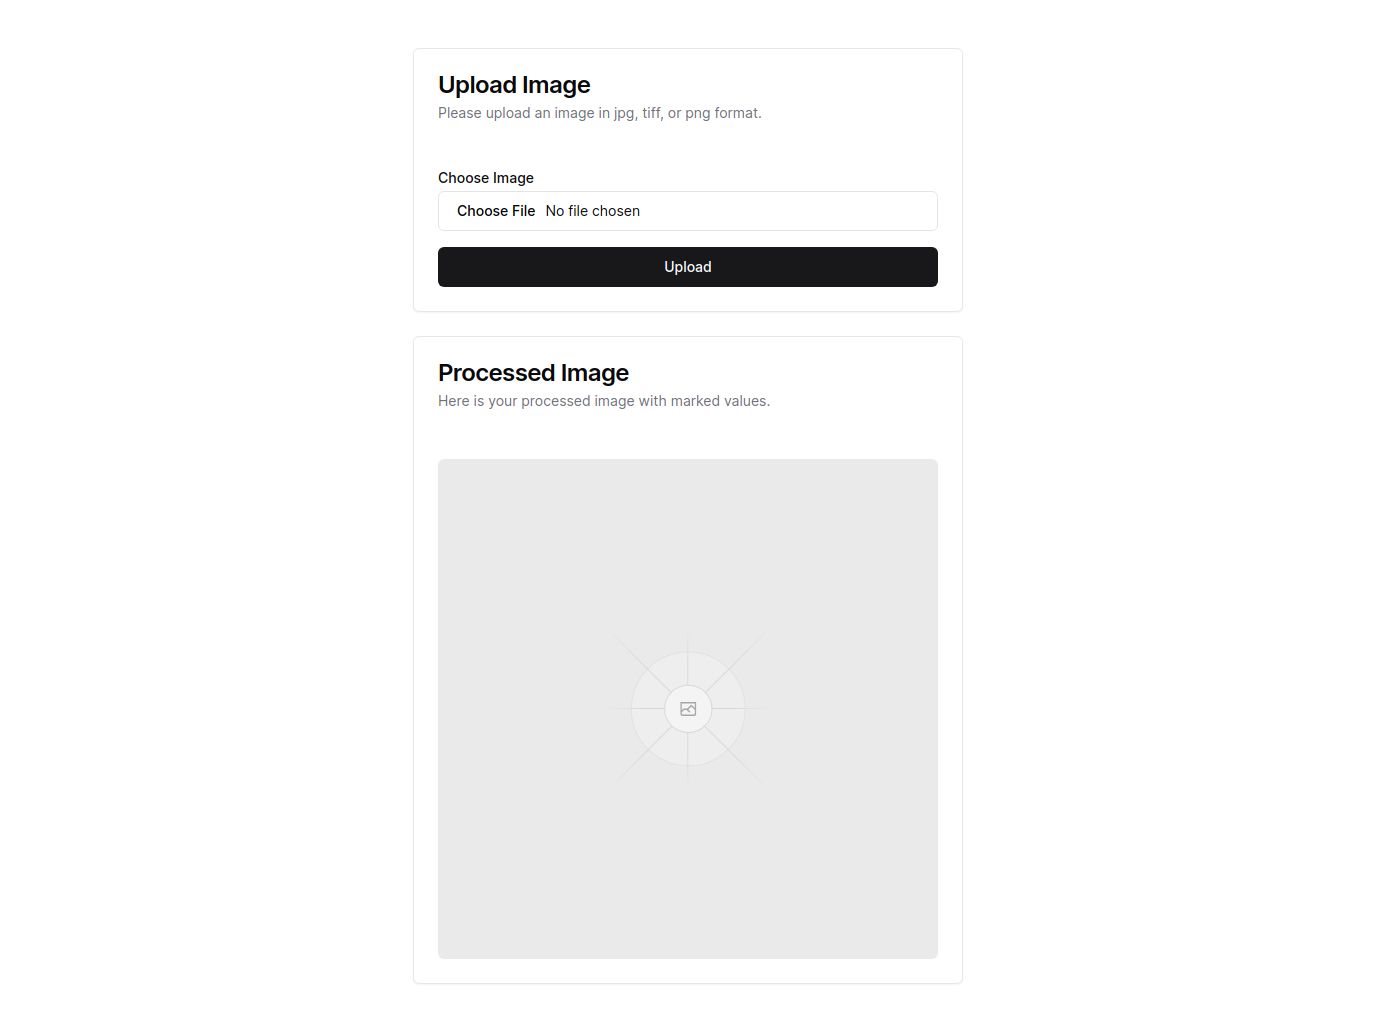 Upload Image
Please upload an image in jpg, tiff, or png format.
Choose Image
Choose File No file chosen
Upload
Processed Image
Here is your processed image with marked values.